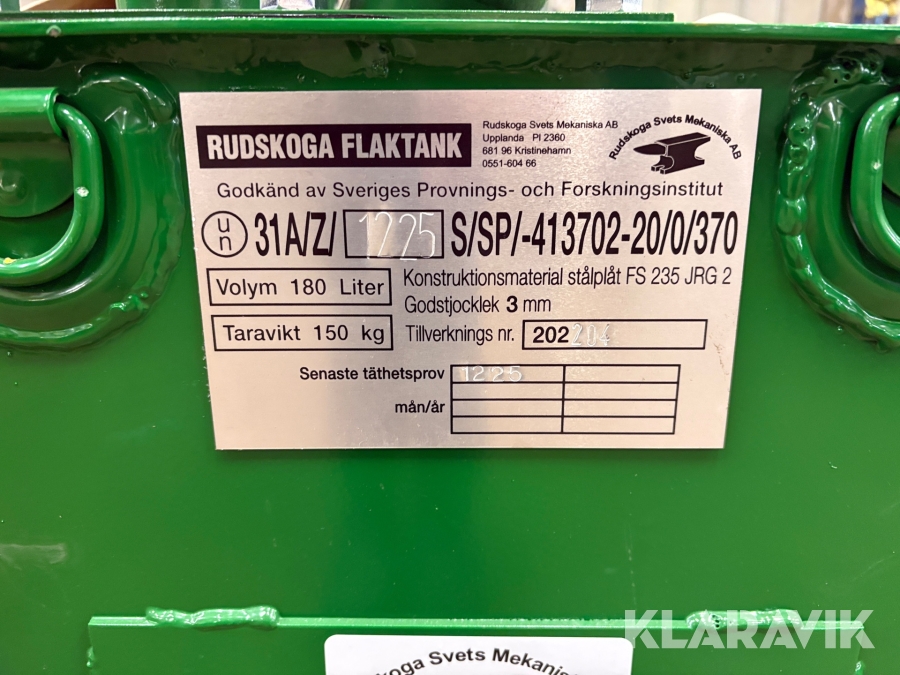 RUDSKOGA FLAKTANK
Rudskoga Svets Mekaniska AB
Upplanda Pl 2360
681 96 Kristinehamn
0551-604 66
Rudskoga Svets Mekaniska AB
Godkänd av Sveriges Provnings- och Forskningsinstitut
un 31A/Z/ 1225 S/SP/-413702-20/0/370
Volym 180 Liter
Konstruktionsmaterial stålplåt FS 235 JRG 2
Godstjocklek 3 mm
Taravikt 150 kg
Tillverknings nr. 202204
Senaste täthetsprov 1225
mån/år
KLARAVIK
koga Svets Mekanis